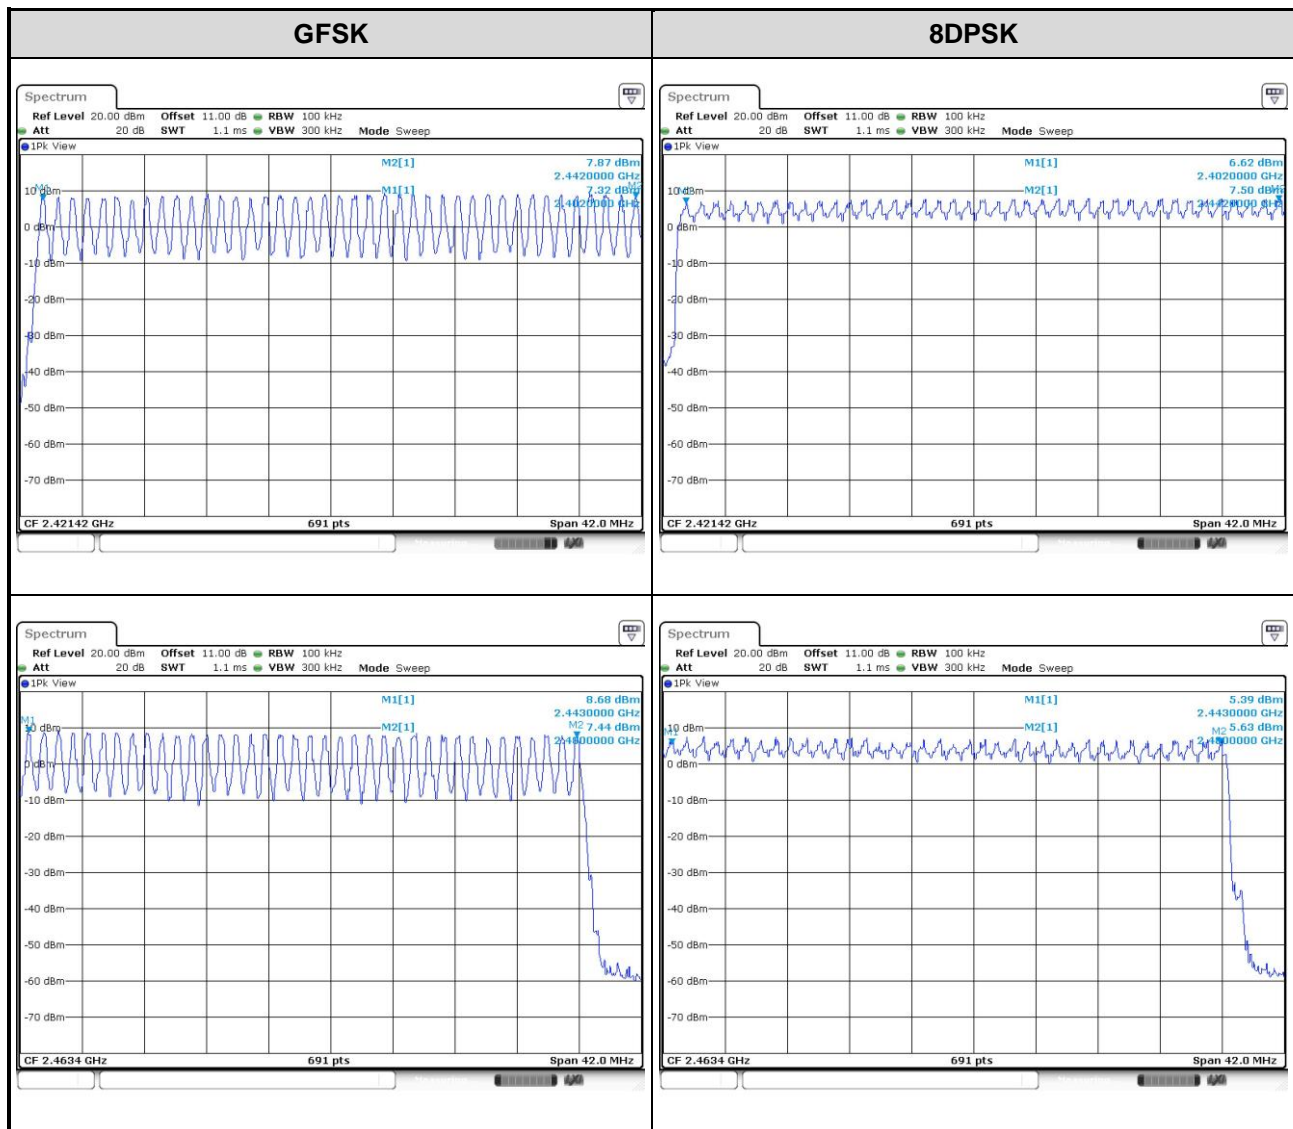 GFSK 8DPSK
Spectrum
Ref Level 20.00 dBm Offset 11.00 dB RBW 100 kHz
Att 20 dB SWT 1.1 ms VBW 300 kHz Mode Sweep
1Pk View
M2[1] 7.87 dBm
2.4420000 GHz
10 dBm M1[1] 7.32 dBm
2.4020000 GHz
0 dBm
-10 dBm
-20 dBm
-30 dBm
-40 dBm
-50 dBm
-60 dBm
-70 dBm
CF 2.42142 GHz 691 pts Span 42.0 MHz
Spectrum
Ref Level 20.00 dBm Offset 11.00 dB RBW 100 kHz
Att 20 dB SWT 1.1 ms VBW 300 kHz Mode Sweep
1Pk View
M1[1] 6.62 dBm
2.4020000 GHz
10 dBm M2[1] 7.50 dBm
2.4420000 GHz
0 dBm
-10 dBm
-20 dBm
-30 dBm
-40 dBm
-50 dBm
-60 dBm
-70 dBm
CF 2.42142 GHz 691 pts Span 42.0 MHz
Spectrum
Ref Level 20.00 dBm Offset 11.00 dB RBW 100 kHz
Att 20 dB SWT 1.1 ms VBW 300 kHz Mode Sweep
1Pk View
M1[1] 8.68 dBm
2.4430000 GHz
M1
10 dBm M2[1] M2 7.44 dBm
2.4800000 GHz
0 dBm
-10 dBm
-20 dBm
-30 dBm
-40 dBm
-50 dBm
-60 dBm
-70 dBm
CF 2.4634 GHz 691 pts Span 42.0 MHz
Spectrum
Ref Level 20.00 dBm Offset 11.00 dB RBW 100 kHz
Att 20 dB SWT 1.1 ms VBW 300 kHz Mode Sweep
1Pk View
M1[1] 5.39 dBm
2.4430000 GHz
10 dBm M2[1] 5.63 dBm
M1 M2 2.4800000 GHz
0 dBm
-10 dBm
-20 dBm
-30 dBm
-40 dBm
-50 dBm
-60 dBm
-70 dBm
CF 2.4634 GHz 691 pts Span 42.0 MHz